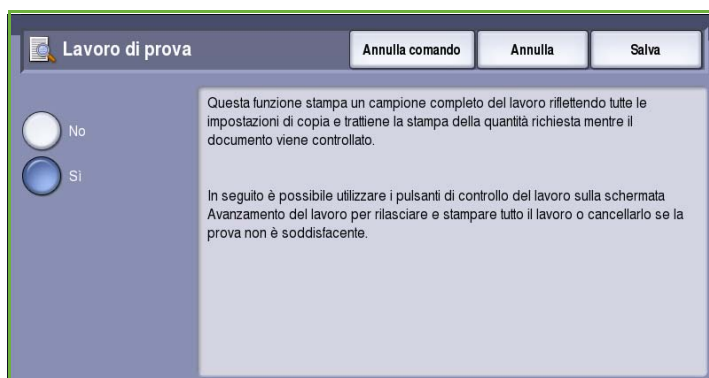 Lavoro di prova
Annulla comando
Annulla
Salva
No
Sì
Questa funzione stampa un campione completo del lavoro riflettendo tutte le
impostazioni di copia e trattiene la stampa della quantità richiesta mentre il
documento viene controllato.
In seguito è possibile utilizzare i pulsanti di controllo del lavoro sulla schermata
Avanzamento del lavoro per rilasciare e stampare tutto il lavoro o cancellarlo se la
prova non è soddisfacente.